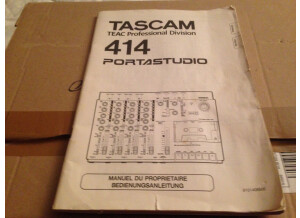 TASCAM
TEAC Professional Division
414
PORTASTUDIO
MANUEL DU PROPRIETAIRE
BEDIENUNGSANLEITUNG